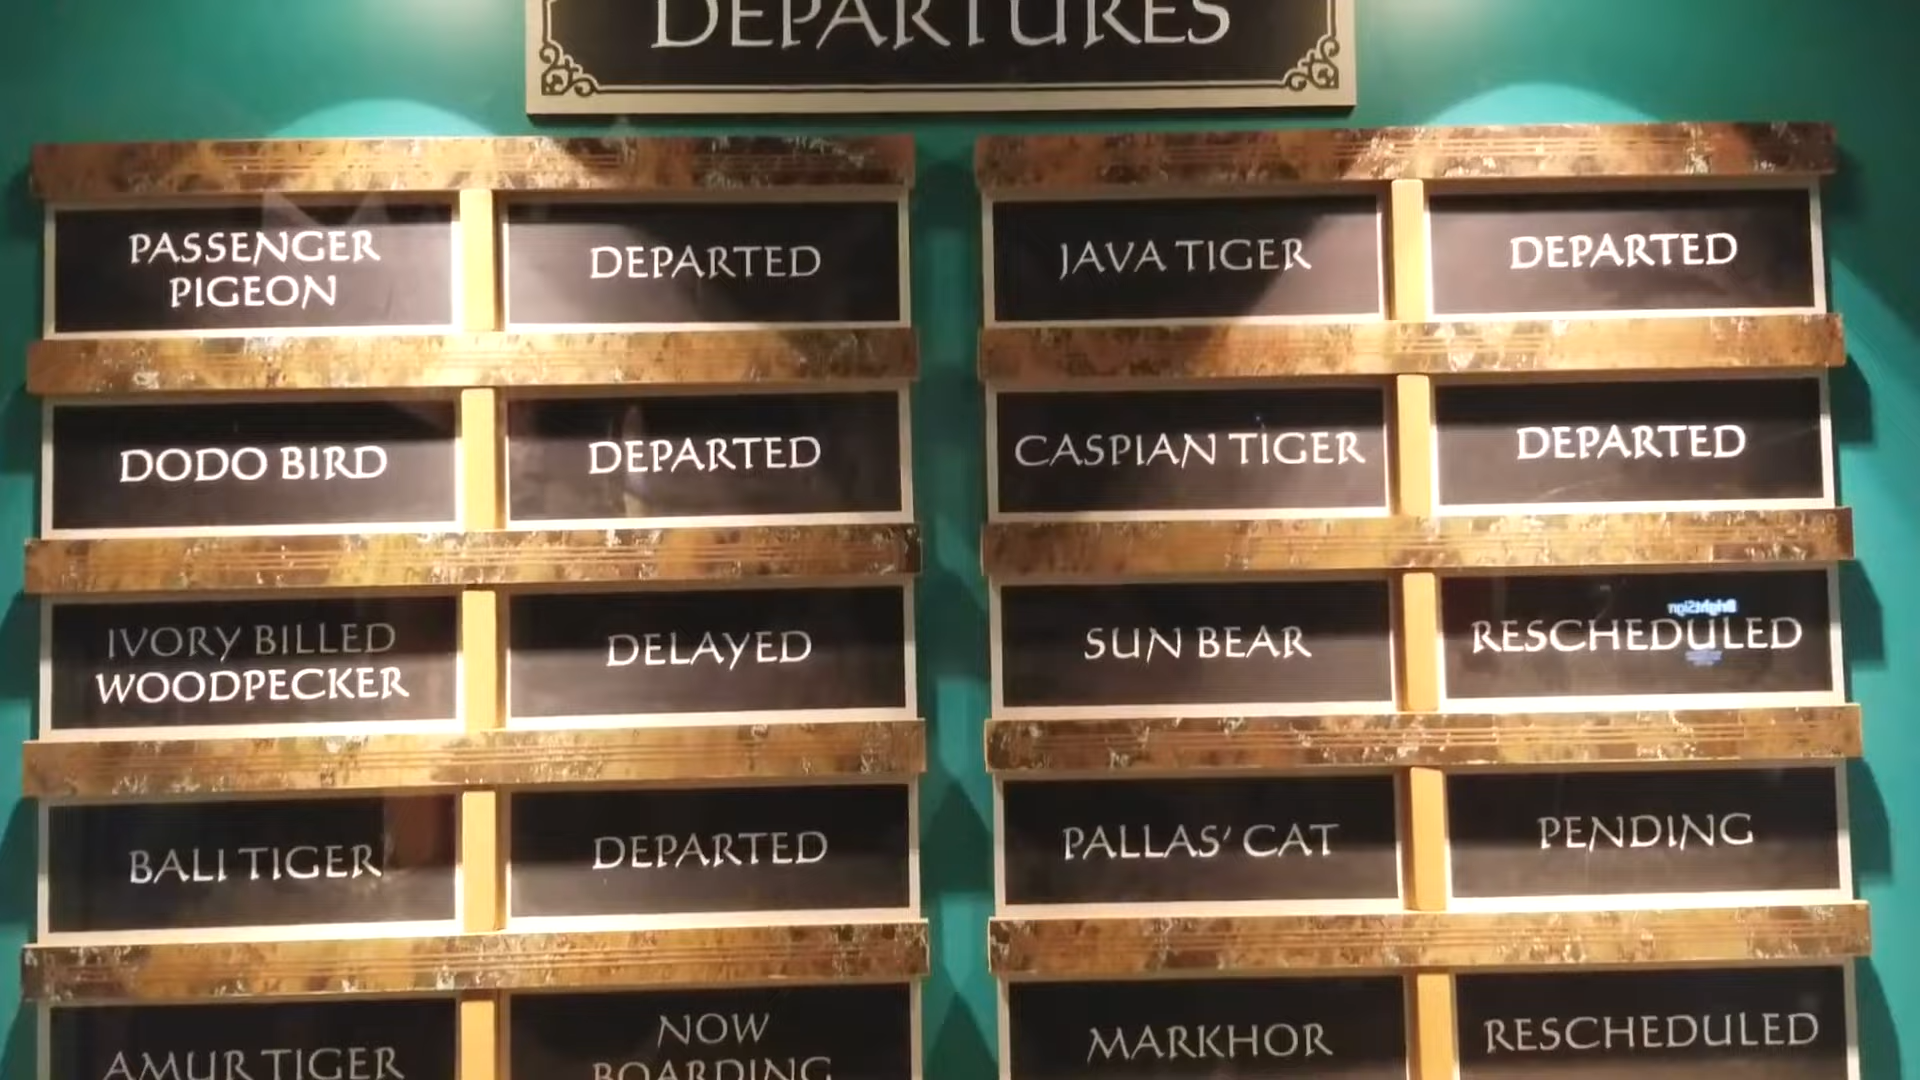 DEPARTURES
PASSENGER
PIGEON
DEPARTED
DODO BIRD
DEPARTED
IVORY BILLED
WOODPECKER
DELAYED
BALI TIGER
DEPARTED
AMUR TIGER
NOW
BOARDING
JAVA TIGER
DEPARTED
CASPIAN TIGER
DEPARTED
SUN BEAR
BrightSign
RESCHEDULED
PALLAS' CAT
PENDING
MARKHOR
RESCHEDULED